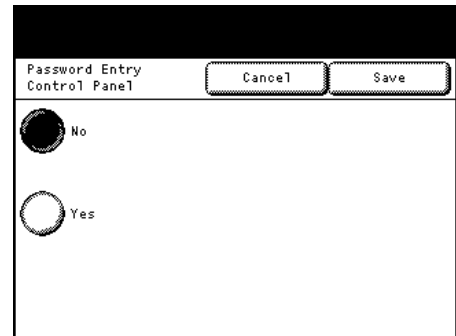 Password Entry
Control Panel
Cancel
Save
No
Yes